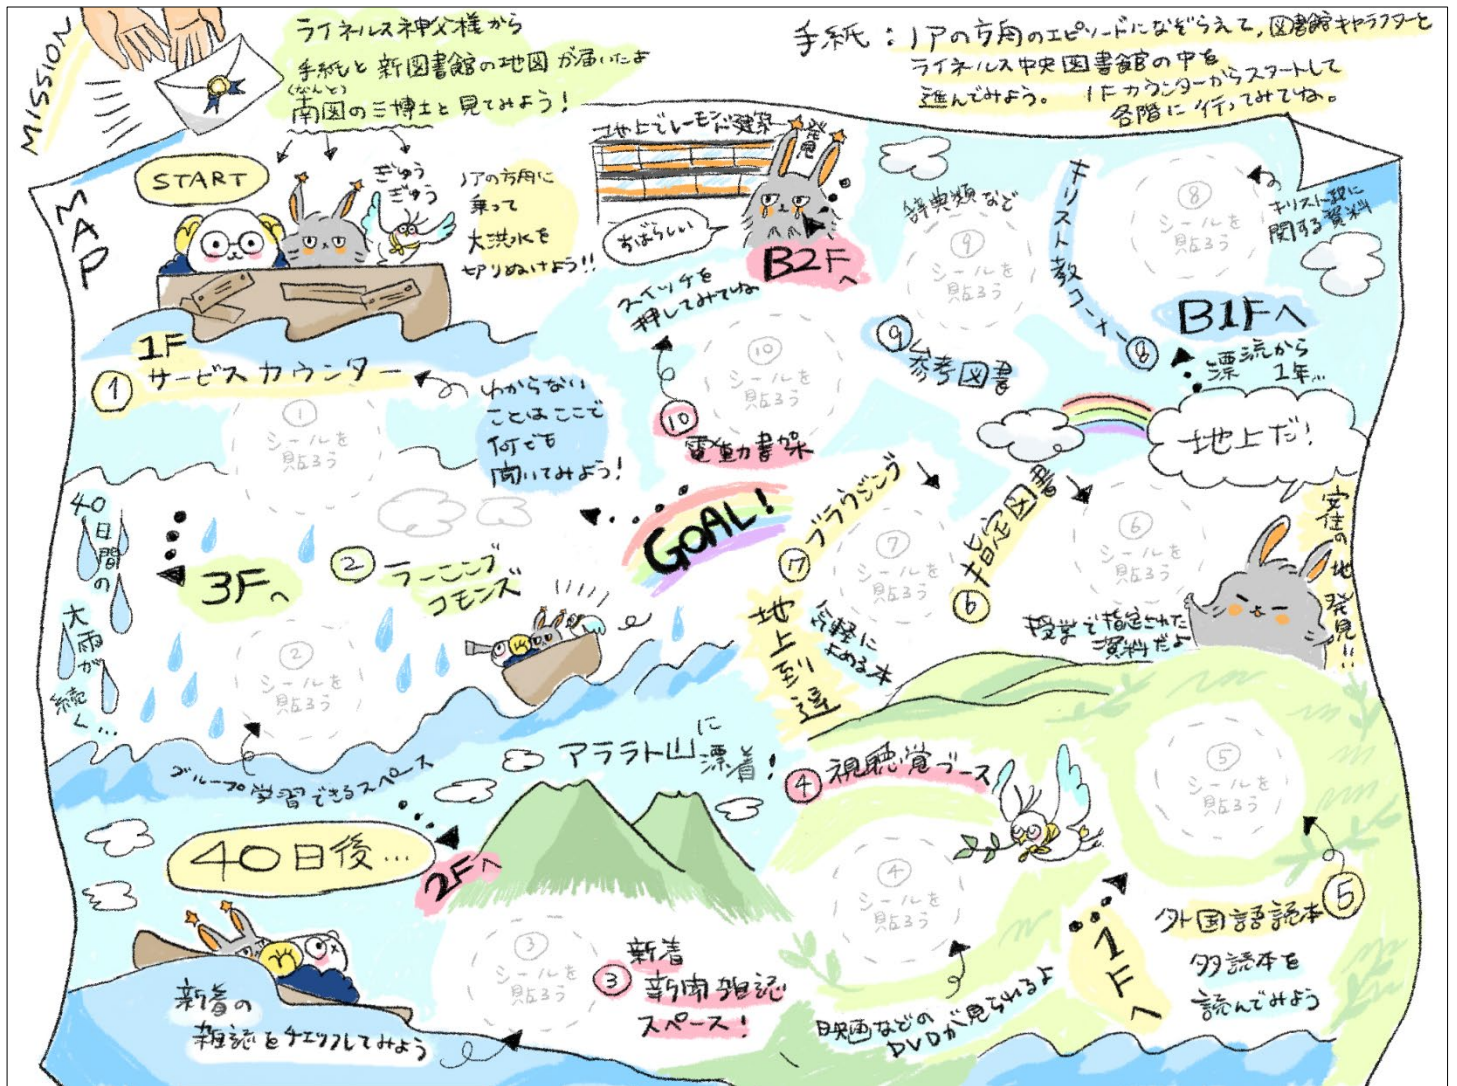 MISSION
ライネルス神父様から
手紙と新図書館の地図が届いたよ
(なんと)
南図の三博士と見てみよう!
手紙:ノアの方舟のエピソードになぞらえて,図書館キャラクターと
ライネルス中央図書館の中を
進んでみよう。 1Fカウンターからスタートして
各階に行ってみてね。
MAP
START
ぎゅう
ぎゅう
ノアの方舟に
乗って
大洪水を
切りぬけよう!!
1F
①サービスカウンター
①
シールを
貼ろう
わからない
ことはここで
何でも
聞いてみよう!
40日間の
大雨が
続く...
3Fへ
②ラーニング
コモンズ
②
シールを
貼ろう
グループ学習できるスペース
40日後...
2Fへ
アララト山に
漂着!
新着の
雑誌をチェックしてみよう
③
シールを
貼ろう
③新着
新聞雑誌
スペース!
④視聴覚ブース
④
シールを
貼ろう
映画などの
DVDが見られるよ
1Fへ
⑤
シールを
貼ろう
⑤
外国語読本
多読本を
読んでみよう
安住の地発見!!
⑥指定図書
⑥
シールを
貼ろう
授業で指定された
資料だよ
地上到達
⑦ブラウジング
⑦
シールを
貼ろう
気軽に
よめる本
地上だ!
漂流から
1年...
B1Fへ
⑧キリスト教コーナー
⑧
シールを
貼ろう
キリスト教に
関する資料
⑨参考図書
⑨
シールを
貼ろう
辞典類など
B2Fへ
地上でレーモンド建築発見
すばらしい
スイッチを
押してみてね
⑩
シールを
貼ろう
⑩
電動書架
GOAL!